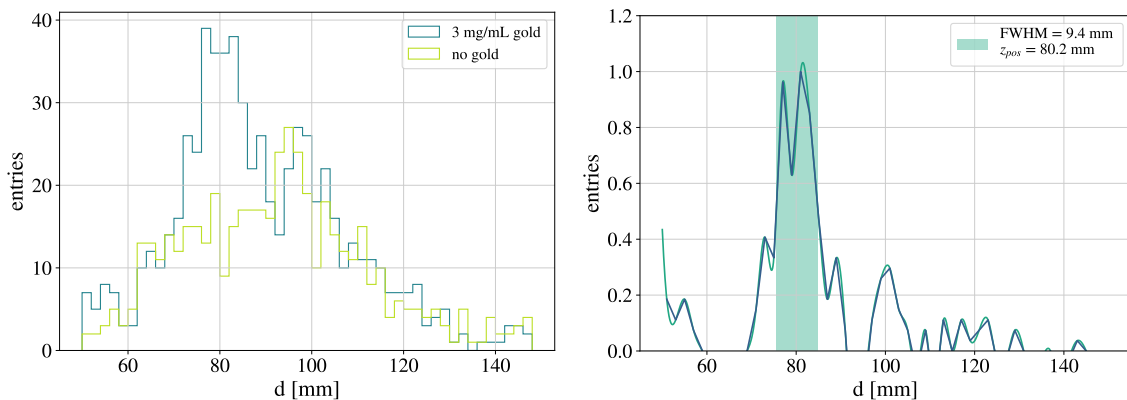 40
30
20
10
0
entries
60
80
100
120
140
d [mm]
3 mg/mL gold
no gold
1.2
1.0
0.8
0.6
0.4
0.2
0.0
entries
60
80
100
120
140
d [mm]
FWHM = 9.4 mm
z_pos = 80.2 mm